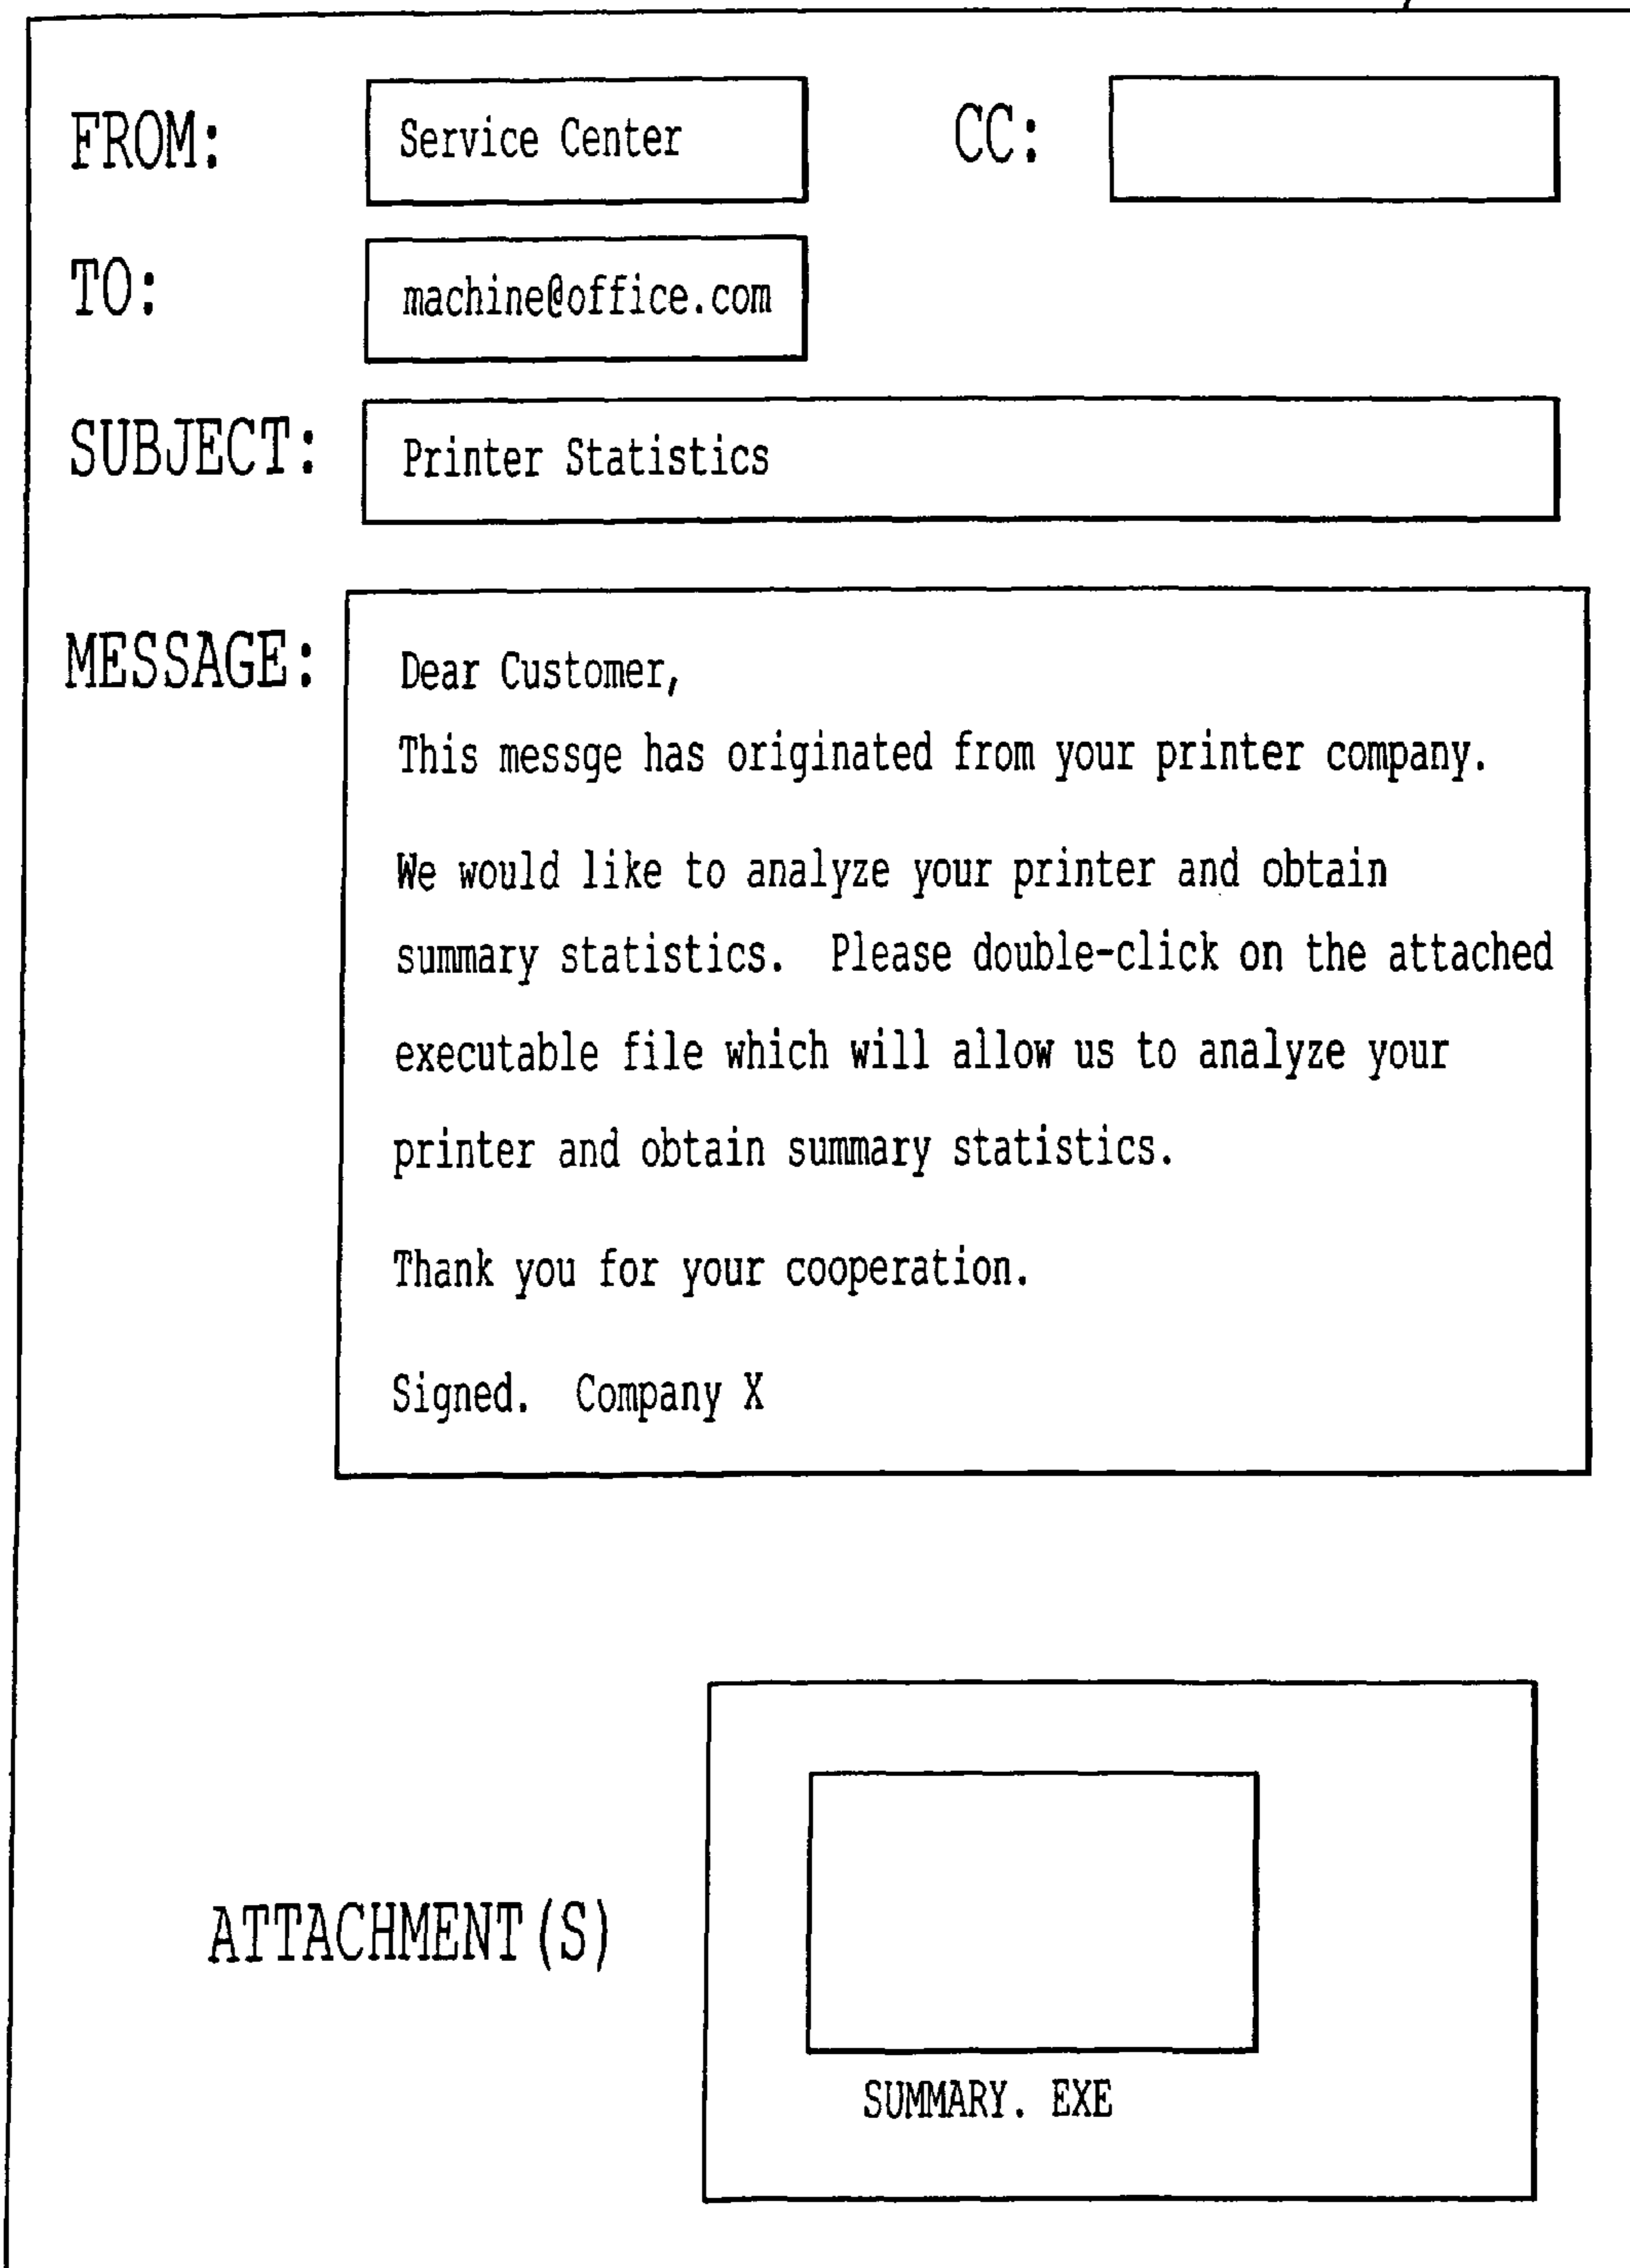 FROM: Service Center CC:
TO: machine@office.com
SUBJECT: Printer Statistics
MESSAGE: Dear Customer,
This messge has originated from your printer company.
We would like to analyze your printer and obtain
summary statistics. Please double-click on the attached
executable file which will allow us to analyze your
printer and obtain summary statistics.
Thank you for your cooperation.
Signed. Company X
ATTACHMENT(S)
SUMMARY. EXE